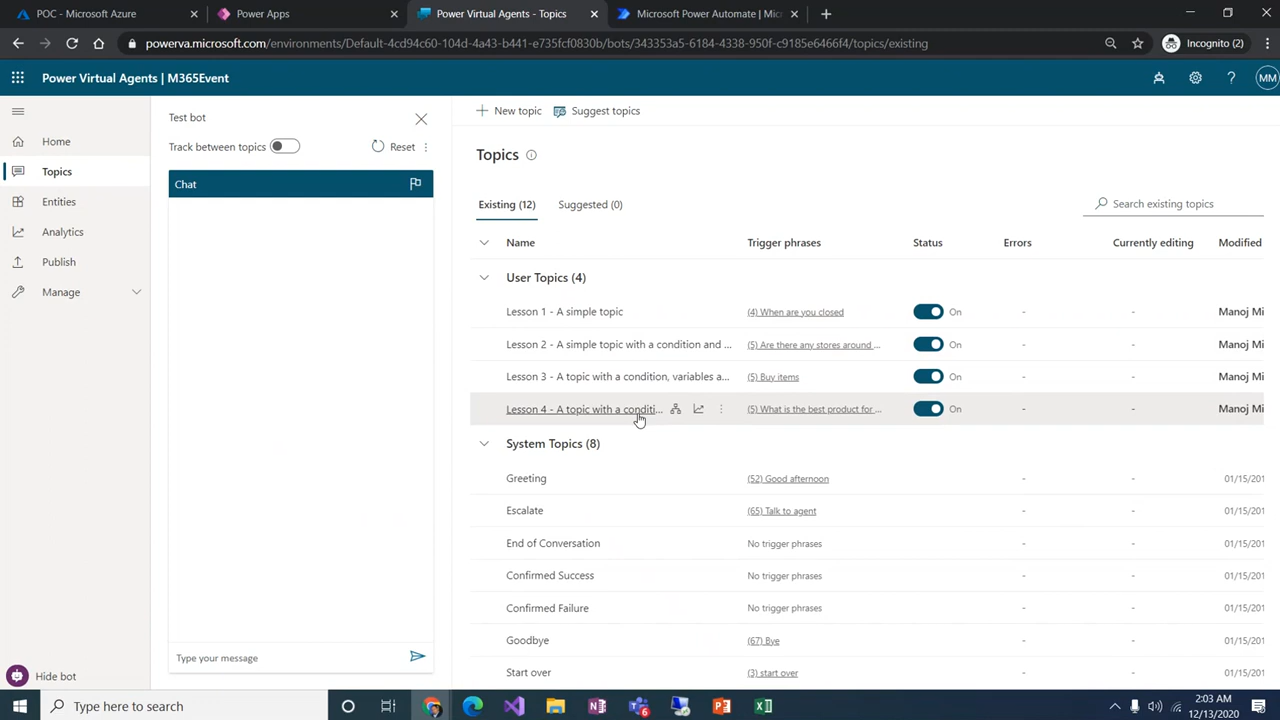 POC - Microsoft Azure
Power Apps
Power Virtual Agents - Topics
Microsoft Power Automate | Mic
powerva.microsoft.com/environments/Default-4cd94c60-104d-4a43-b441-e735fcf0830b/bots/343353a5-6184-4338-950f-c9185e6466f4/topics/existing
Incognito (2)
Power Virtual Agents | M365Event
MM
Home
Topics
Entities
Analytics
Publish
Manage
Hide bot
Test bot
Track between topics
Reset
Chat
Type your message
New topic
Suggest topics
Topics
Existing (12)
Suggested (0)
Search existing topics
Name Trigger phrases Status Errors Currently editing Modified
User Topics (4)
Lesson 1 - A simple topic (4) When are you closed On - - Manoj Mi
Lesson 2 - A simple topic with a condition and ... (5) Are there any stores around ... On - - Manoj Mi
Lesson 3 - A topic with a condition, variables a... (5) Buy items On - - Manoj Mi
Lesson 4 - A topic with a conditi... (5) What is the best product for ... On - - Manoj Mi
System Topics (8)
Greeting (52) Good afternoon - - 01/15/201
Escalate (65) Talk to agent - - 01/15/201
End of Conversation No trigger phrases - - 01/15/201
Confirmed Success No trigger phrases - - 01/15/201
Confirmed Failure No trigger phrases - - 01/15/201
Goodbye (67) Bye - - 01/15/201
Start over (3) start over - - 01/15/201
Type here to search
2:03 AM
12/13/2020